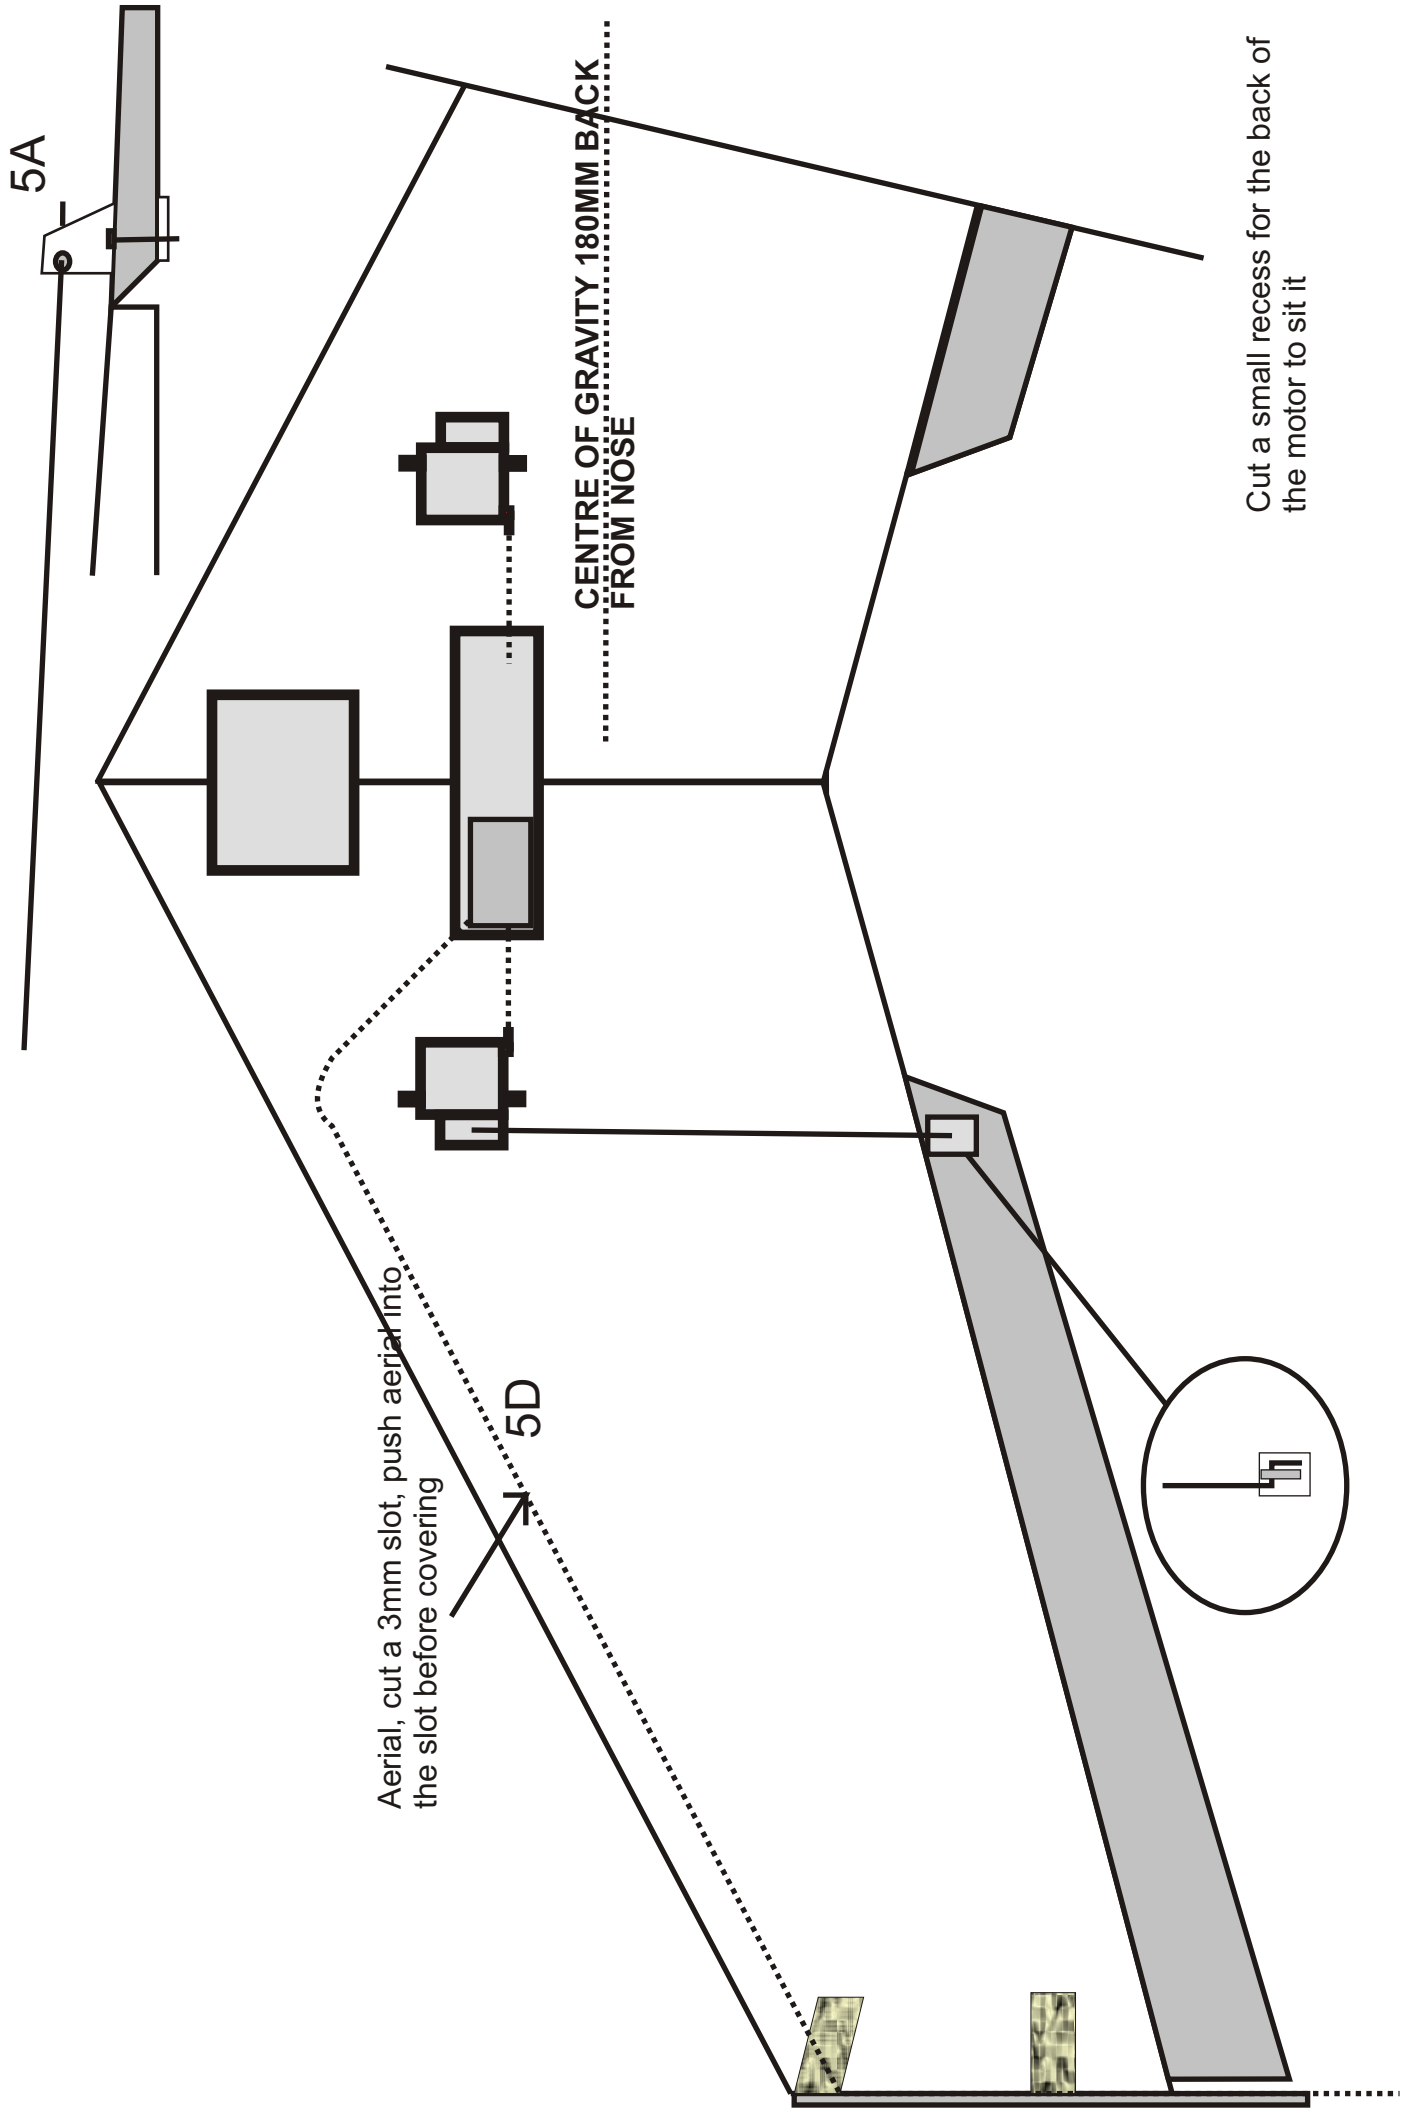 5A
CENTRE OF GRAVITY 180MM BACK
FROM NOSE
Aerial, cut a 3mm slot, push aerial into
the slot before covering
5D
Cut a small recess for the back of
the motor to sit it